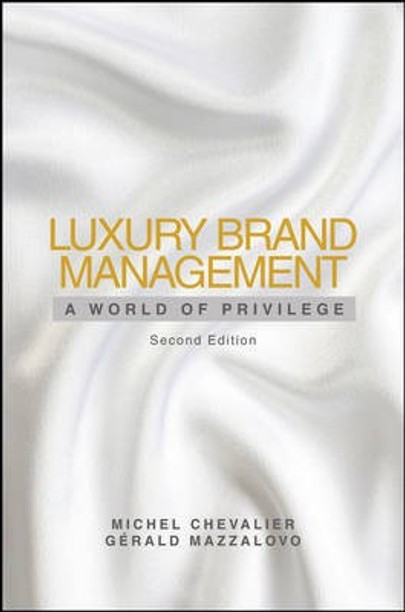 LUXURY BRAND
MANAGEMENT
A WORLD OF PRIVILEGE
Second Edition
MICHEL CHEVALIER
GÉRALD MAZZALOVO